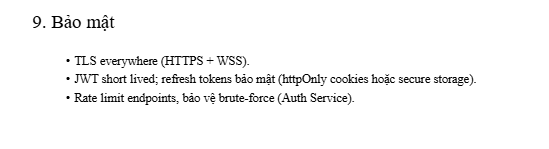 9. Bảo mật
• TLS everywhere (HTTPS + WSS).
• JWT short lived; refresh tokens bảo mật (httpOnly cookies hoặc secure storage).
• Rate limit endpoints, bảo vệ brute-force (Auth Service).